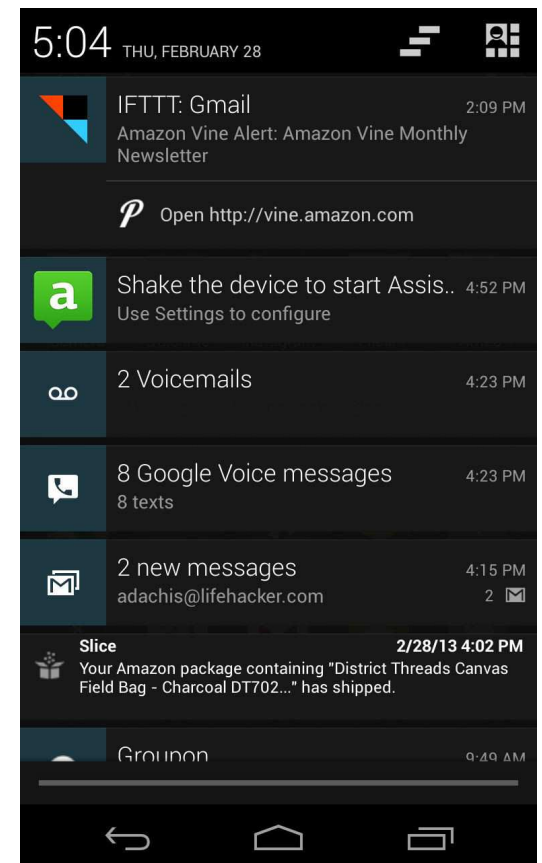 5:04 THU, FEBRUARY 28
IFTTT: Gmail 2:09 PM
Amazon Vine Alert: Amazon Vine Monthly
Newsletter
Open http://vine.amazon.com
a
Shake the device to start Assis.. 4:52 PM
Use Settings to configure
2 Voicemails 4:23 PM
8 Google Voice messages 4:23 PM
8 texts
2 new messages 4:15 PM
adachis@lifehacker.com 2
Slice 2/28/13 4:02 PM
Your Amazon package containing "District Threads Canvas
Field Bag - Charcoal DT702..." has shipped.
Groupon 9:49 AM